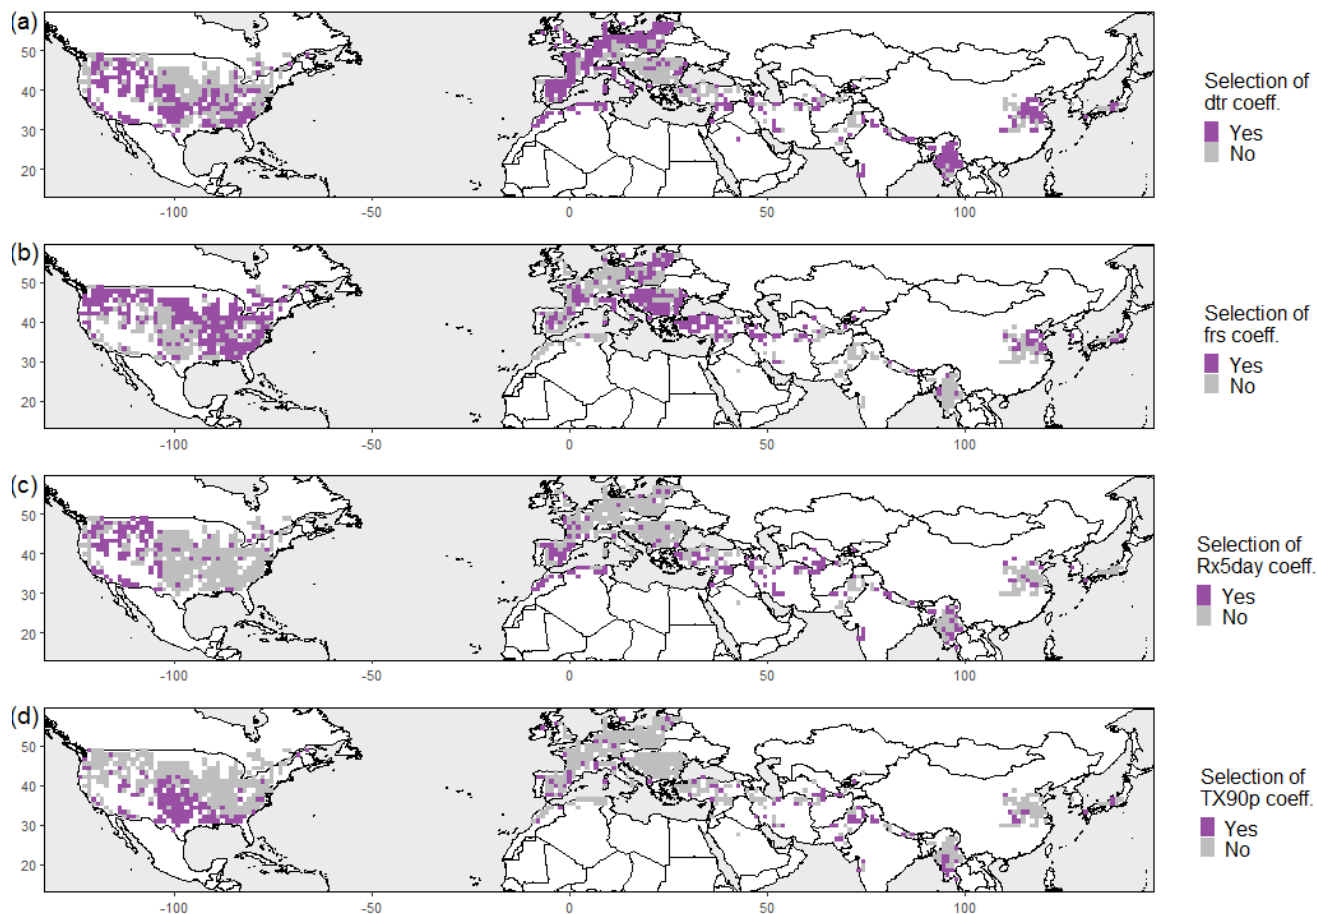 (a)
50
40
30
20
-100
-50
0
50
100
Selection of
dtr coeff.
Yes
No
(b)
50
40
30
20
-100
-50
0
50
100
Selection of
frs coeff.
Yes
No
(c)
50
40
30
20
-100
-50
0
50
100
Selection of
Rx5day coeff.
Yes
No
(d)
50
40
30
20
-100
-50
0
50
100
Selection of
TX90p coeff.
Yes
No